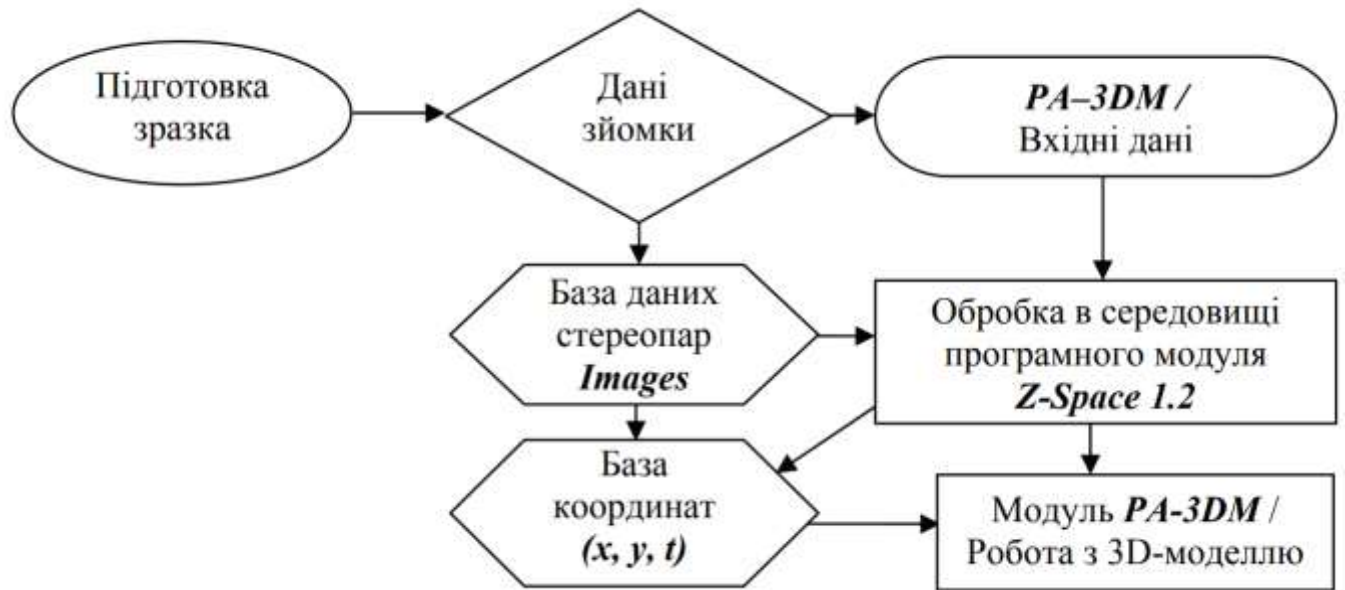 Підготовка
зразка
Дані
зйомки
PA–3DM /
Вхідні дані
База даних
стереопар
Images
Обробка в середовищі
програмного модуля
Z-Space 1.2
База
координат
(x, y, t)
Модуль PA-3DM /
Робота з 3D-моделлю